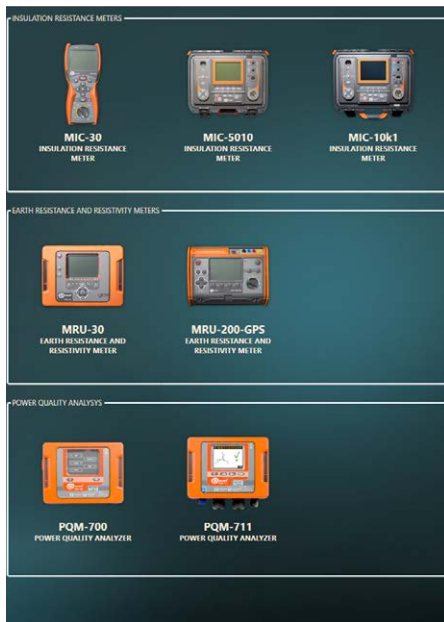 INSULATION RESISTANCE METERS
MIC-30
INSULATION RESISTANCE
METER
MIC-5010
INSULATION RESISTANCE
METER
MIC-10k1
INSULATION RESISTANCE
METER
EARTH RESISTANCE AND RESISTIVITY METERS
MRU-30
EARTH RESISTANCE AND
RESISTIVITY METER
MRU-200-GPS
EARTH RESISTANCE AND
RESISTIVITY METER
POWER QUALITY ANALYSYS
PQM-700
POWER QUALITY ANALYZER
PQM-711
POWER QUALITY ANALYZER